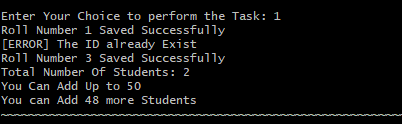 Enter Your Choice to perform the Task: 1
Roll Number 1 Saved Successfully
[ERROR] The ID already Exist
Roll Number 3 Saved Successfully
Total Number Of Students: 2
You Can Add Up to 50
You can Add 48 more Students
~~~~~~~~~~~~~~~~~~~~~~~~~~~~~~~~~~~~~~~~~~~~~~~~~~~~~~~~~